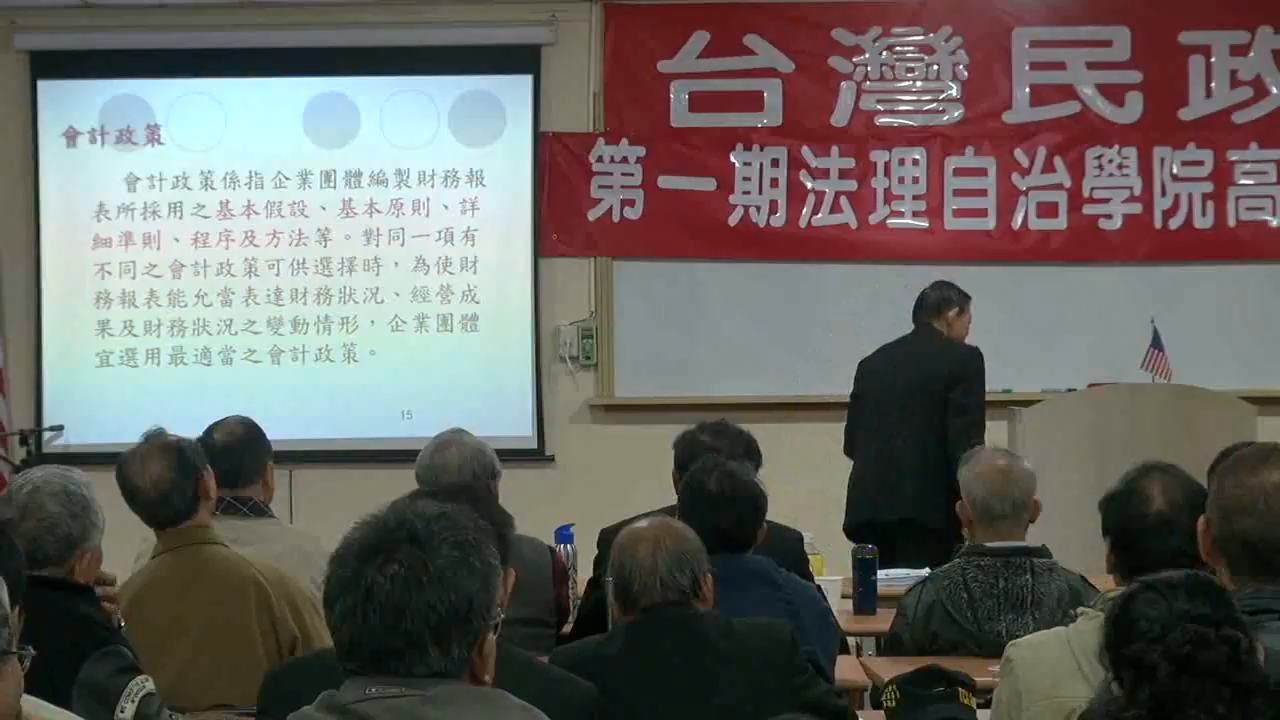 會計政策
會計政策係指企業團體編製財務報
表所採用之基本假設、基本原則、詳
細準則、程序及方法等。對同一項有
不同之會計政策可供選擇時，為使財
務報表能允當表達財務狀況、經營成
果及財務狀況之變動情形，企業團體
宜選用最適當之會計政策。
15
台灣民政
第一期法理自治學院高